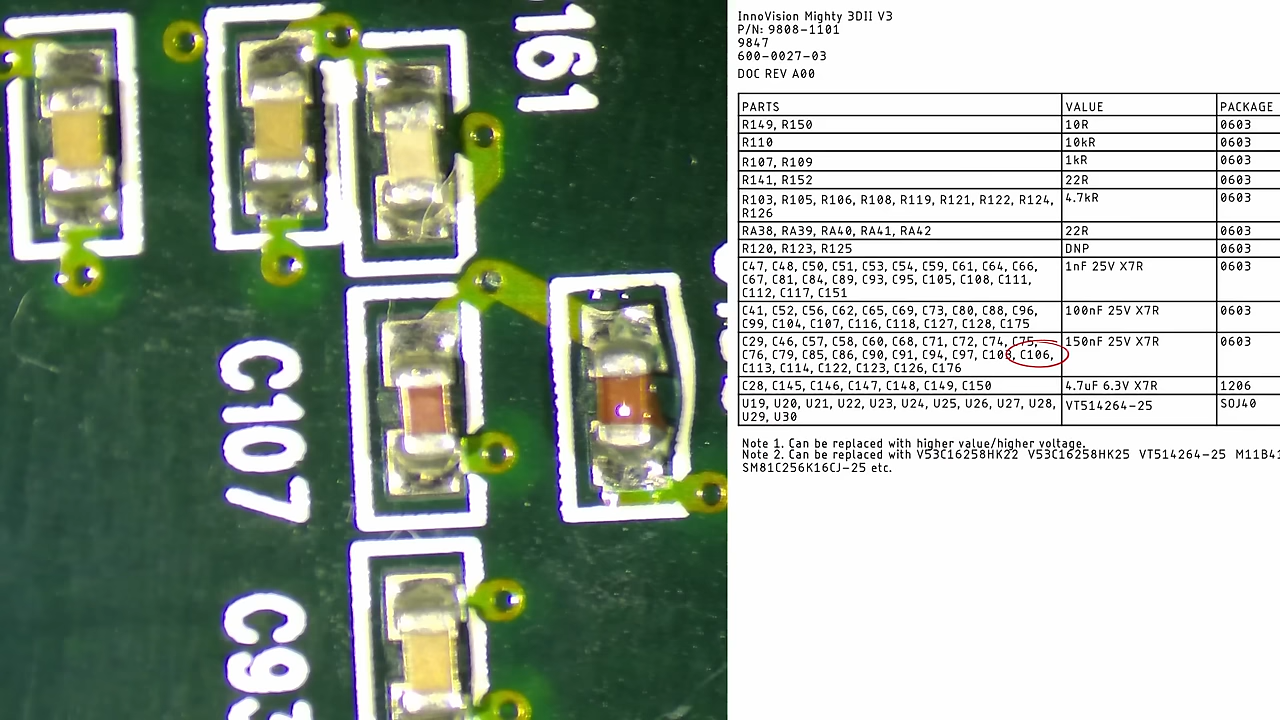 161
C107
C93
InnoVision Mighty 3DII V3
P/N: 9808-1101
9847
600-0027-03
DOC REV A00
PARTS VALUE PACKAGE
R149, R150 10R 0603
R110 10kR 0603
R107, R109 1kR 0603
R141, R152 22R 0603
R103, R105, R106, R108, R119, R121, R122, R124, 4.7kR 0603
R126
RA38, RA39, RA40, RA41, RA42 22R 0603
R120, R123, R125 DNP 0603
C47, C48, C50, C51, C53, C54, C59, C61, C64, C66, 1nF 25V X7R 0603
C67, C81, C84, C89, C93, C95, C105, C108, C111,
C112, C117, C151
C41, C52, C56, C62, C65, C69, C73, C80, C88, C96, 100nF 25V X7R 0603
C99, C104, C107, C116, C118, C127, C128, C175
C29, C46, C57, C58, C60, C68, C71, C72, C74, C75, 150nF 25V X7R 0603
C76, C79, C85, C86, C90, C91, C94, C97, C103, C106,
C113, C114, C122, C123, C126, C176
C28, C145, C146, C147, C148, C149, C150 4.7uF 6.3V X7R 1206
U19, U20, U21, U22, U23, U24, U25, U26, U27, U28, VT514264-25 SOJ40
U29, U30
Note 1. Can be replaced with higher value/higher voltage.
Note 2. Can be replaced with V53C16258HK22 V53C16258HK25 VT514264-25 M11B41
SM81C256K16CJ-25 etc.